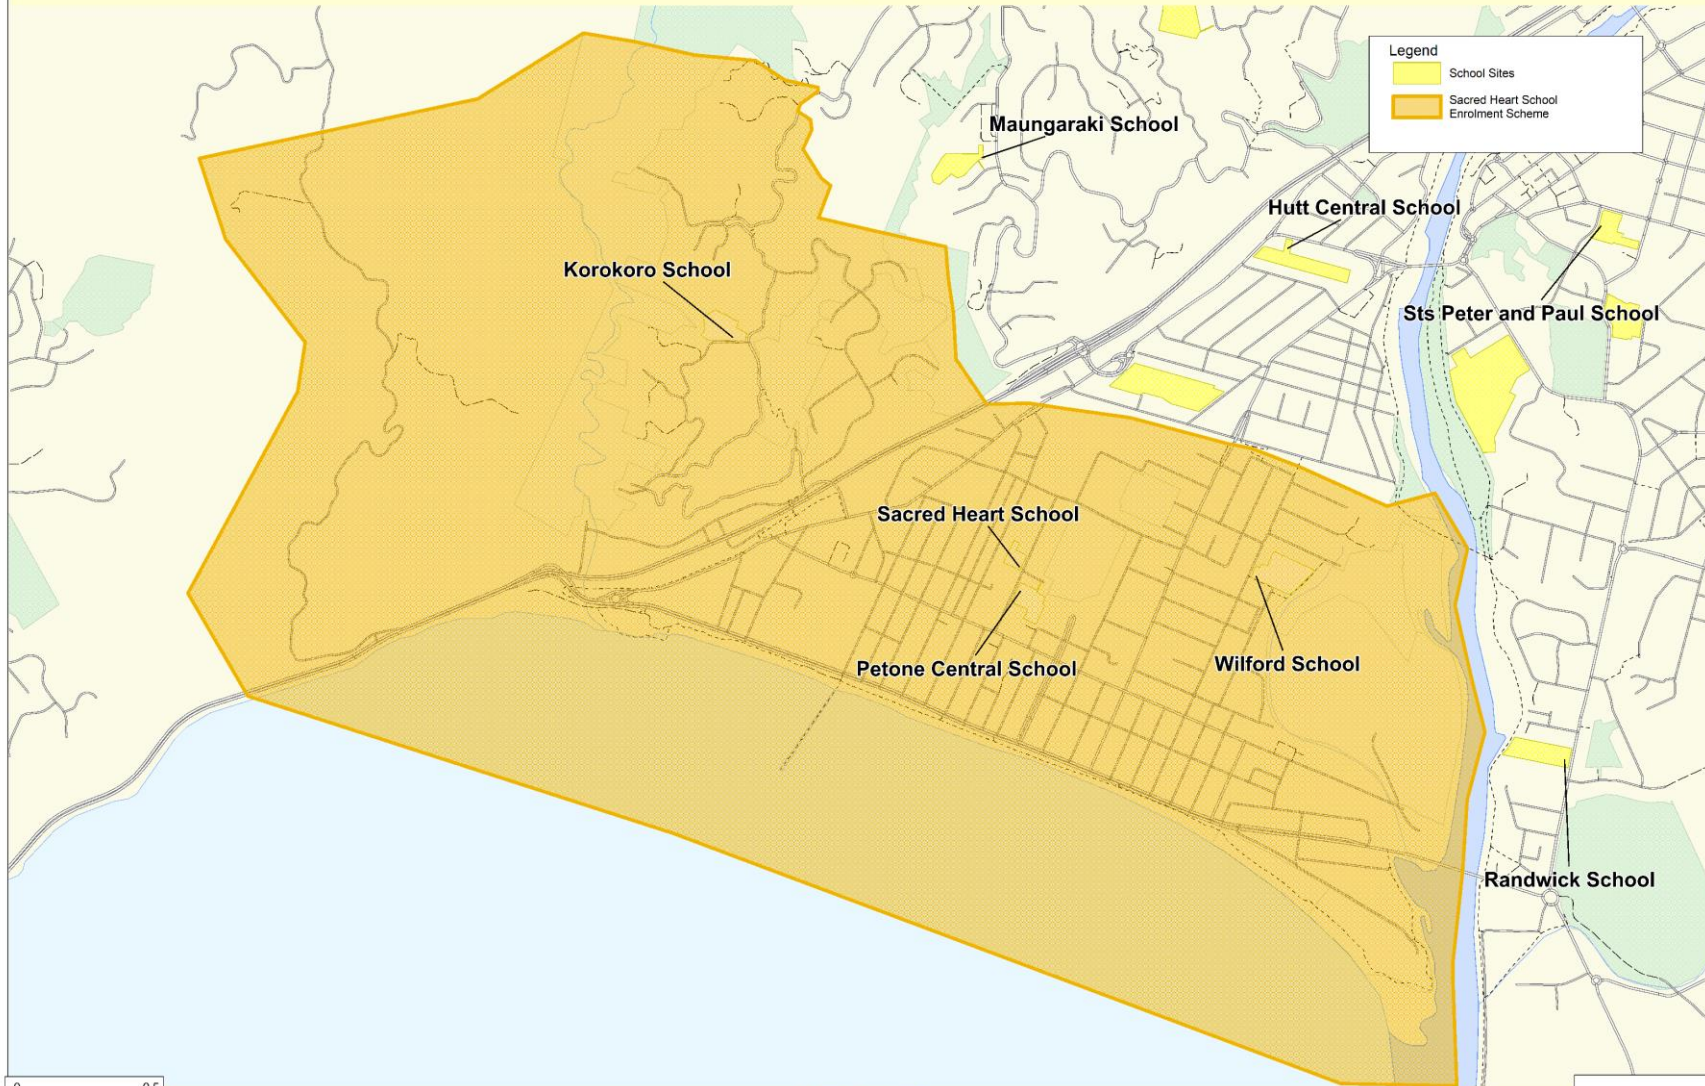 Legend
School Sites
Sacred Heart School
Enrolment Scheme
Maungaraki School
Hutt Central School
Korokoro School
Sts Peter and Paul School
Sacred Heart School
Petone Central School
Wilford School
Randwick School